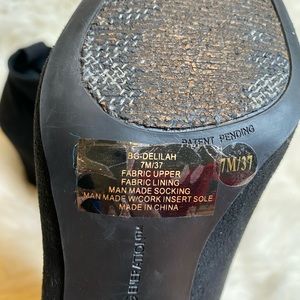 PATENT PENDING
BG-DELILAH
7M/37
FABRIC UPPER
FABRIC LINING
MAN MADE SOCKING
MAN MADE W/CORK INSERT SOLE
MADE IN CHINA
7M/37